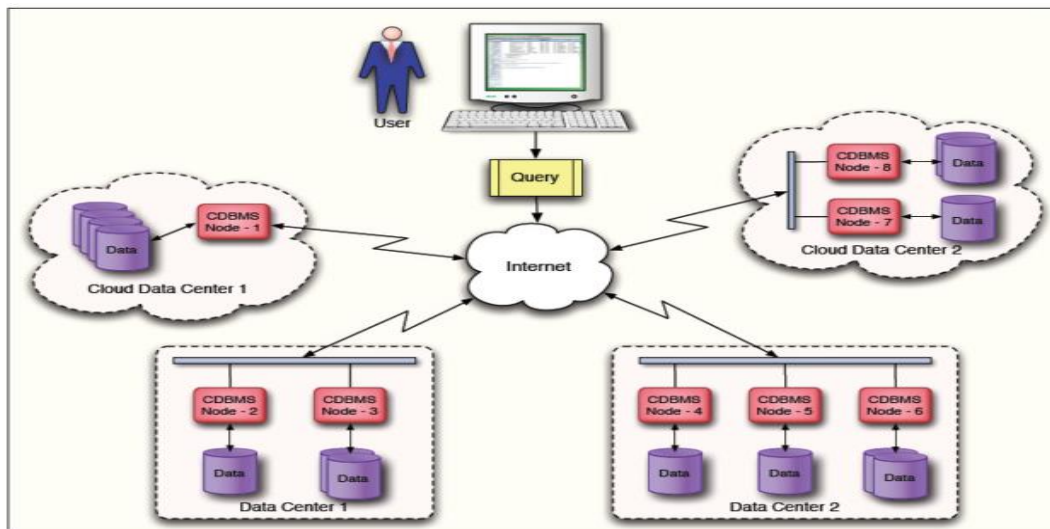 User
Query
Internet
CDBMS
Node - 1
Data
Cloud Data Center 1
CDBMS
Node - 8
Data
CDBMS
Node - 7
Data
Cloud Data Center 2
CDBMS
Node - 2
CDBMS
Node - 3
Data
Data
Data Center 1
CDBMS
Node - 4
CDBMS
Node - 5
CDBMS
Node - 6
Data
Data
Data
Data Center 2